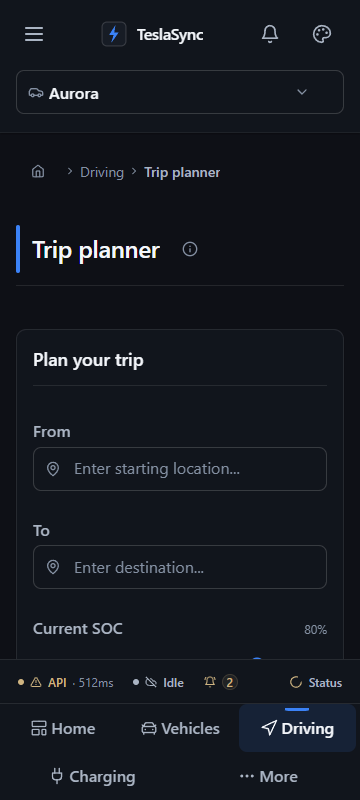 TeslaSync
Aurora
Driving
Trip planner
Trip planner
Plan your trip
From
Enter starting location...
To
Enter destination...
Current SOC 80%
API · 512ms Idle 2 Status
Home Vehicles Driving
Charging More